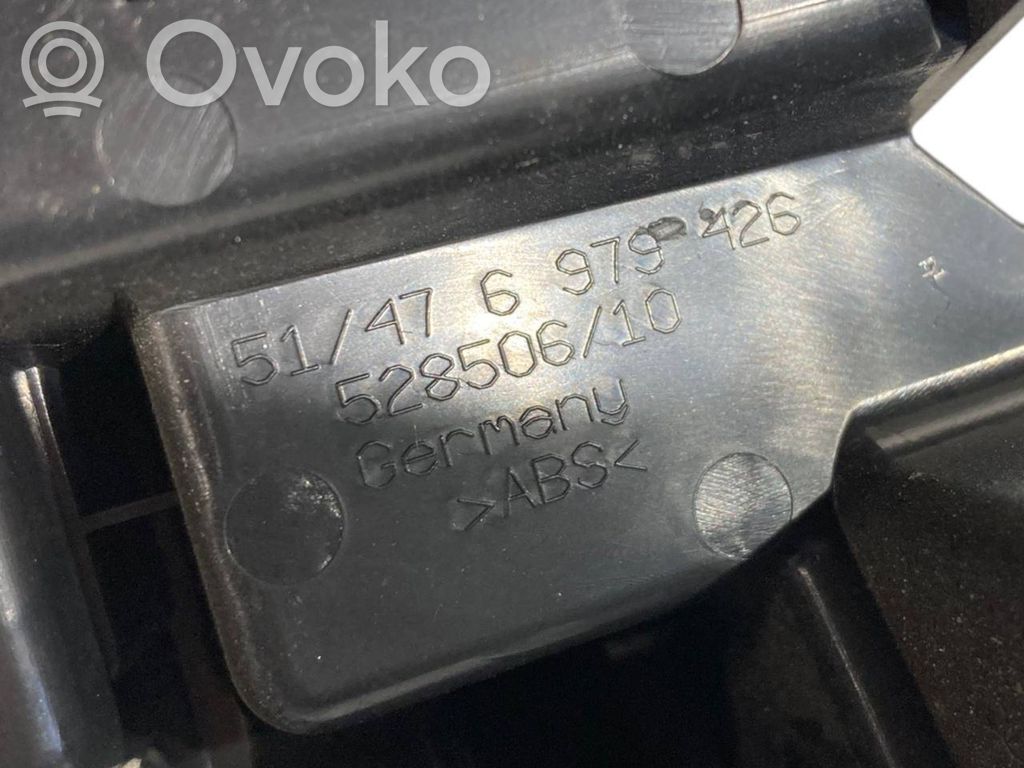 Ovoko
51/47 6 979 426
528506/10
Germany
>ABS<